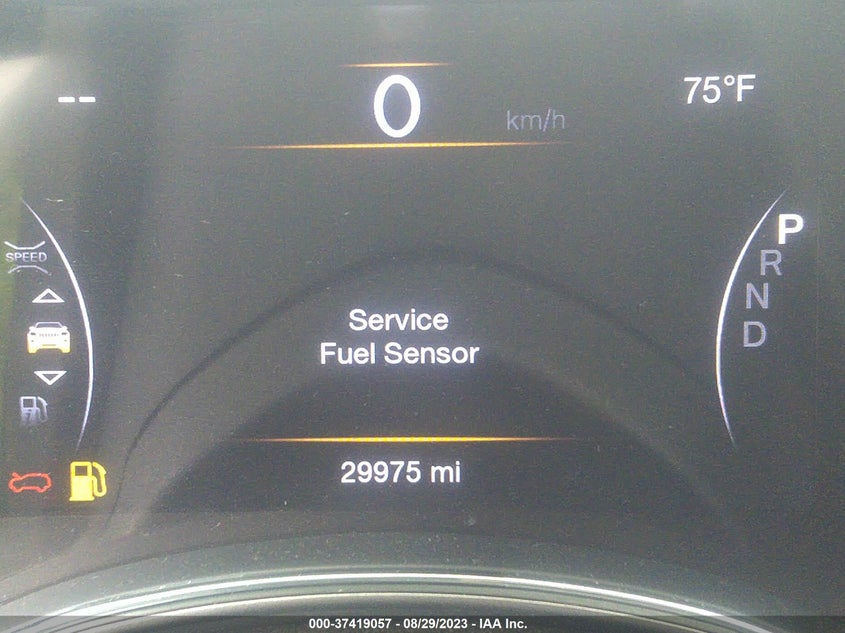 --
0
km/h
75°F
SPEED
P
R
N
D
Service
Fuel Sensor
29975 mi
000-37419057 - 08/29/2023 - IAA Inc.